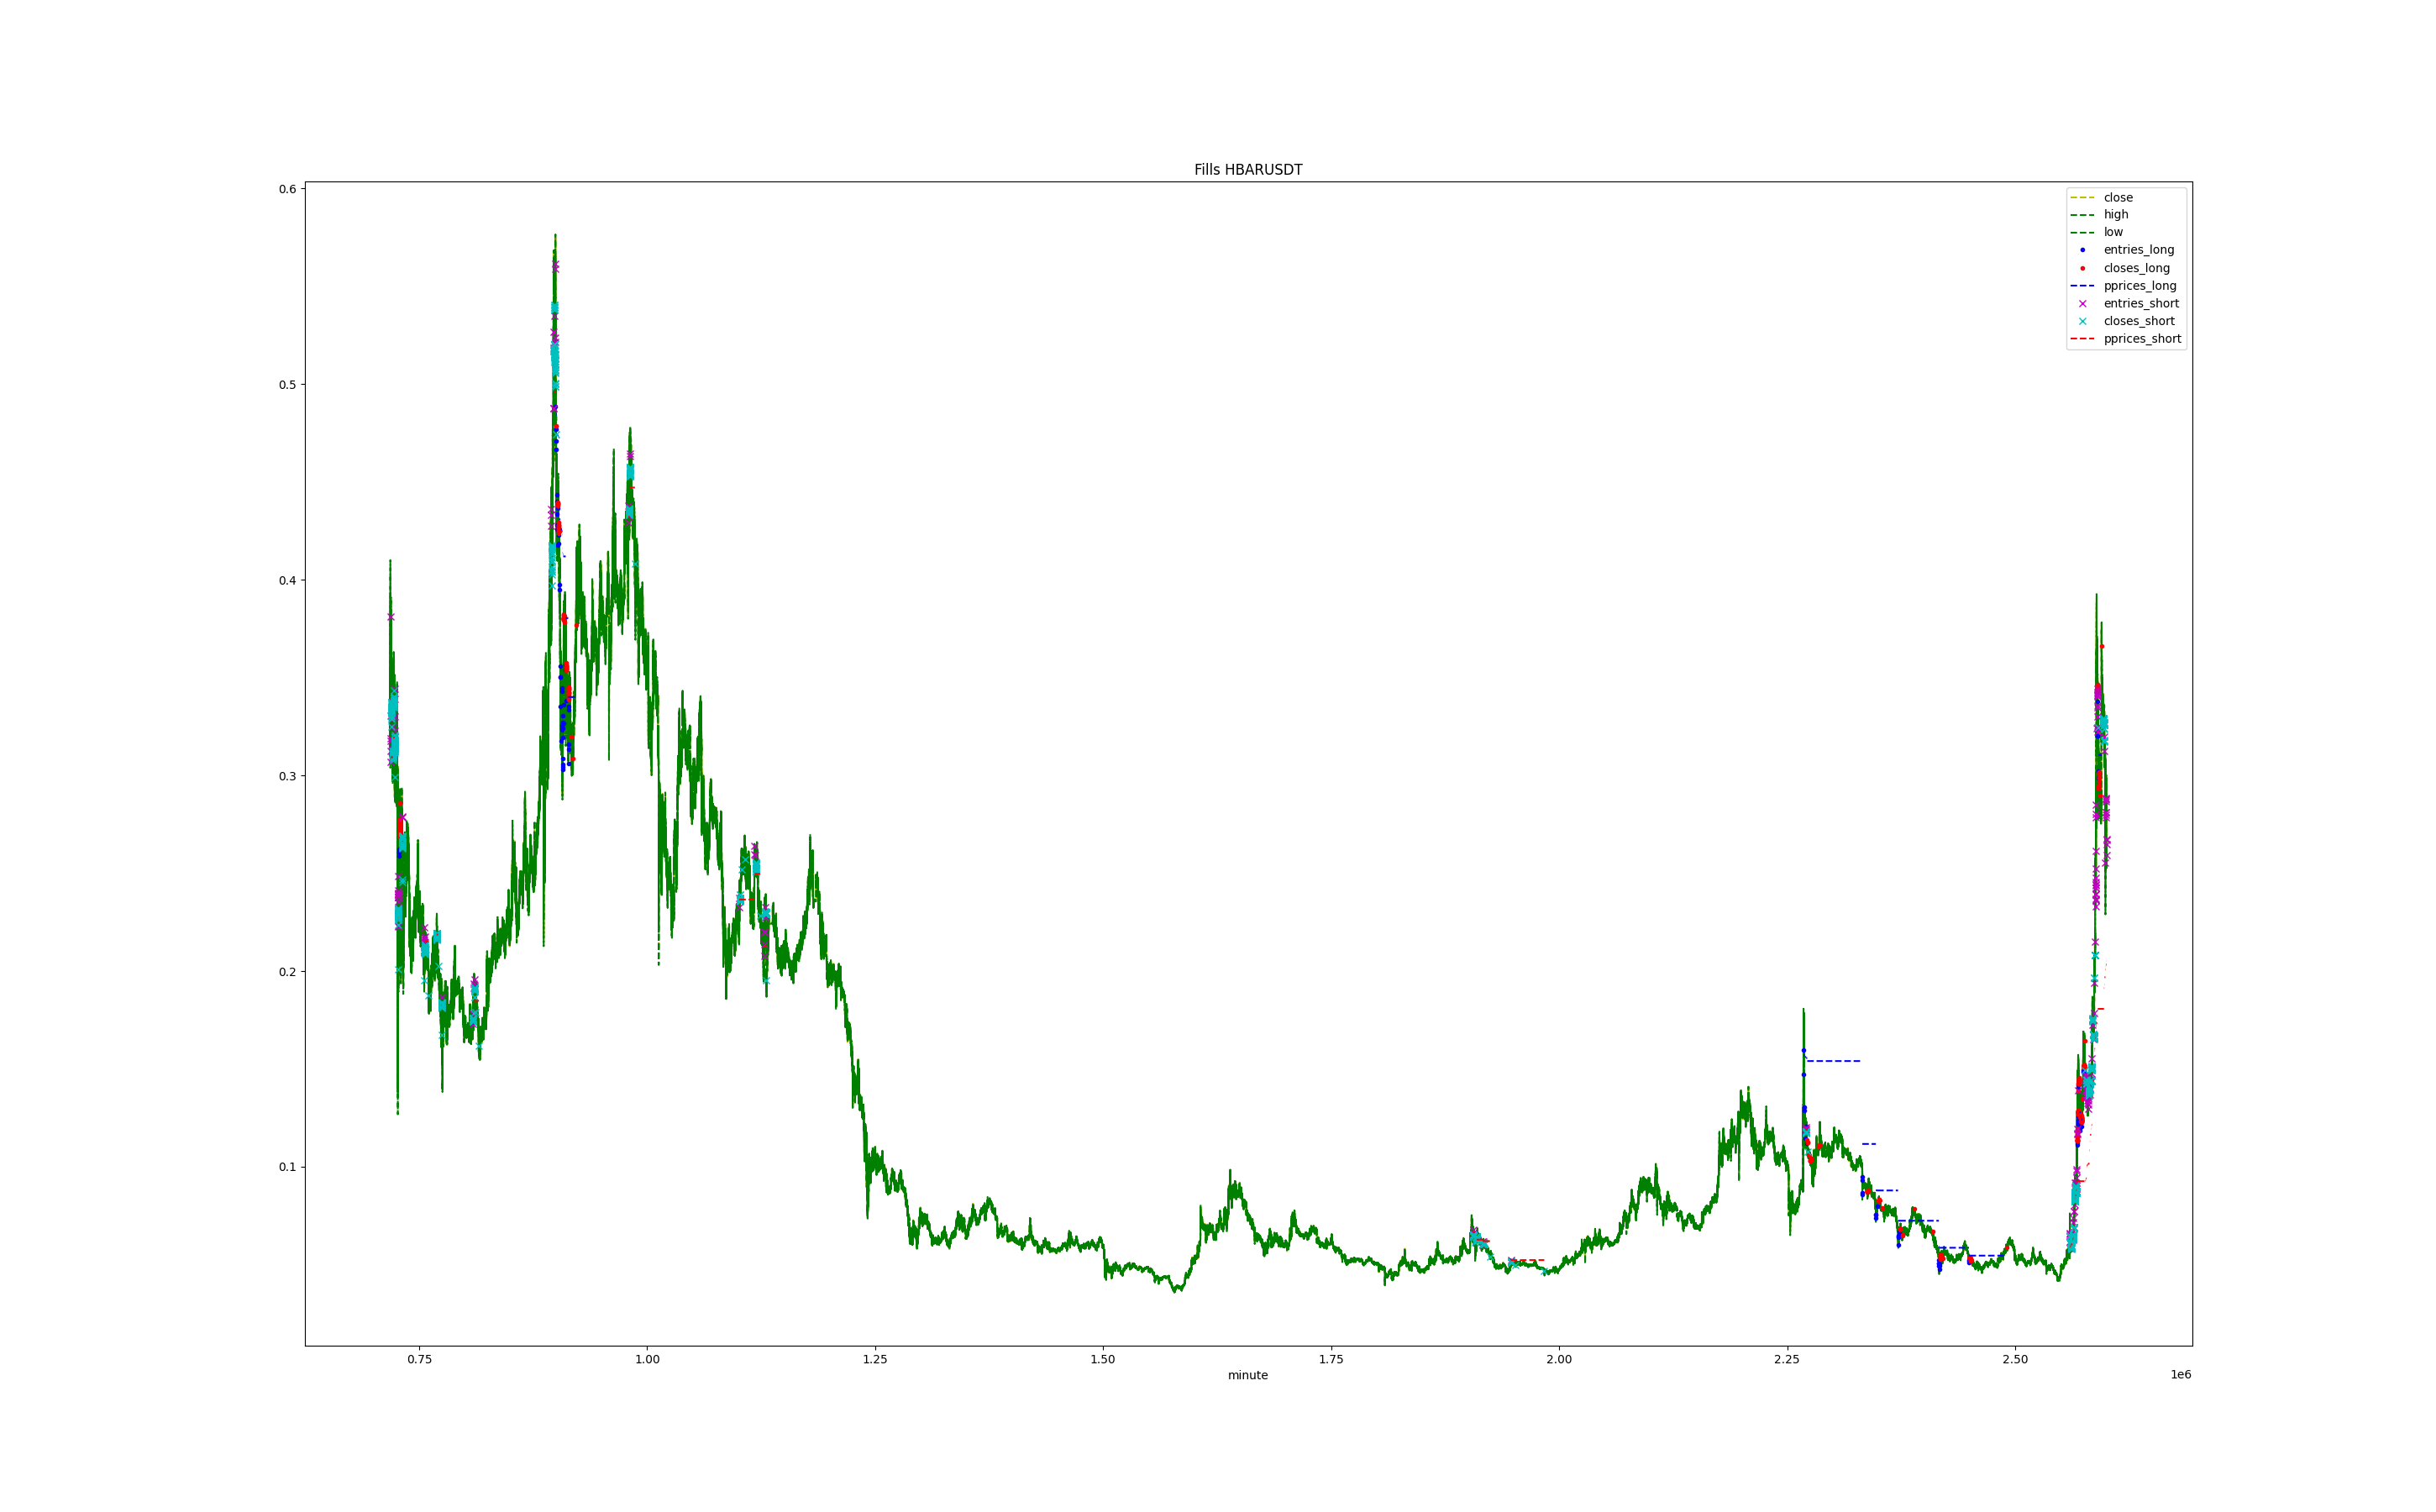 Fills HBARUSDT
0.6
0.5
0.4
0.3
0.2
0.1
close
high
low
entries_long
closes_long
pprices_long
entries_short
closes_short
pprices_short
0.75 1.00 1.25 1.50 1.75 2.00 2.25 2.50
minute
1e6